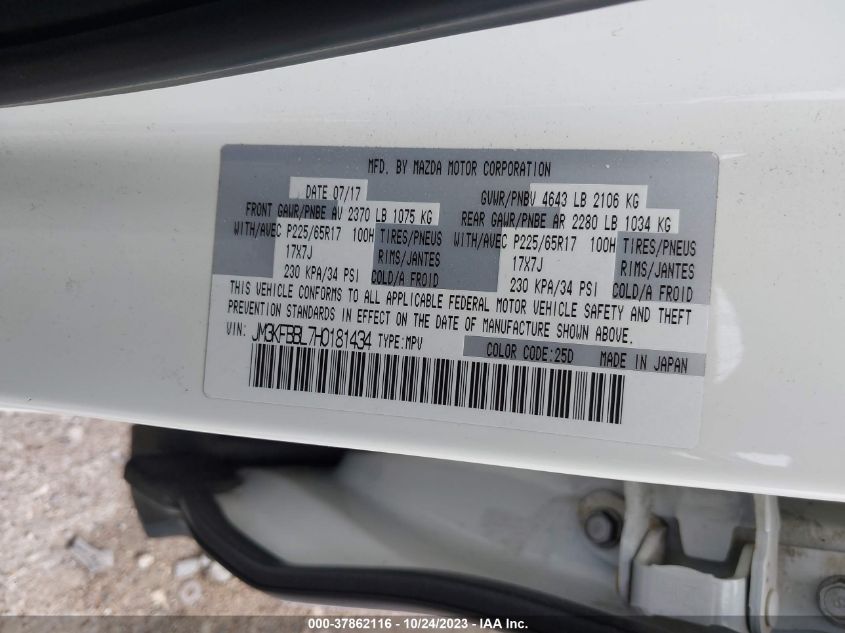 MFD. BY MAZDA MOTOR CORPORATION
DATE 07/17 GVWR/PNBV 4643 LB 2106 KG
FRONT GAWR/PNBE AV 2370 LB 1075 KG REAR GAWR/PNBE AR 2280 LB 1034 KG
WITH/AVEC P225/65R17 100H TIRES/PNEUS WITH/AVEC P225/65R17 100H TIRES/PNEUS
17X7J RIMS/JANTES 17X7J RIMS/JANTES
230 KPA/34 PSI COLD/A FROID 230 KPA/34 PSI COLD/A FROID
THIS VEHICLE CONFORMS TO ALL APPLICABLE FEDERAL MOTOR VEHICLE SAFETY AND THEFT
PREVENTION STANDARDS IN EFFECT ON THE DATE OF MANUFACTURE SHOWN ABOVE.
VIN: JM3KFBBL7H0181434 TYPE:MPV
COLOR CODE:25D MADE IN JAPAN
000-37862116 - 10/24/2023 - IAA Inc.